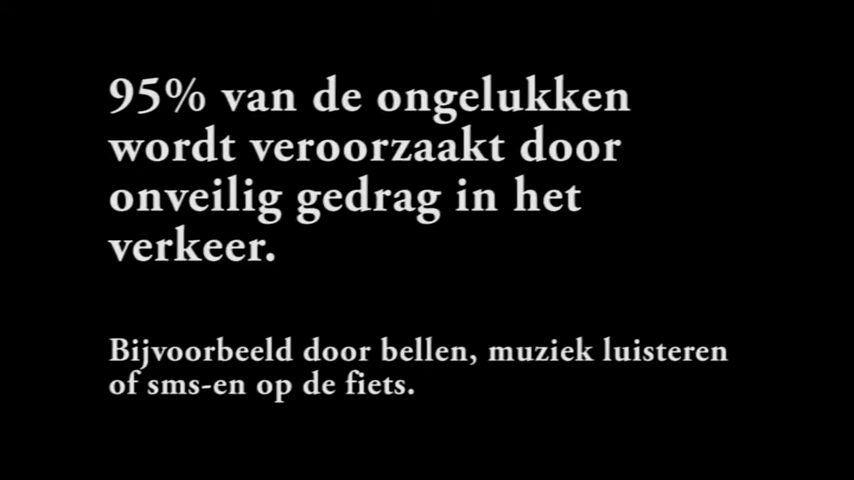 95% van de ongelukken
wordt veroorzaakt door
onveilig gedrag in het
verkeer.
Bijvoorbeeld door bellen, muziek luisteren
of sms-en op de fiets.